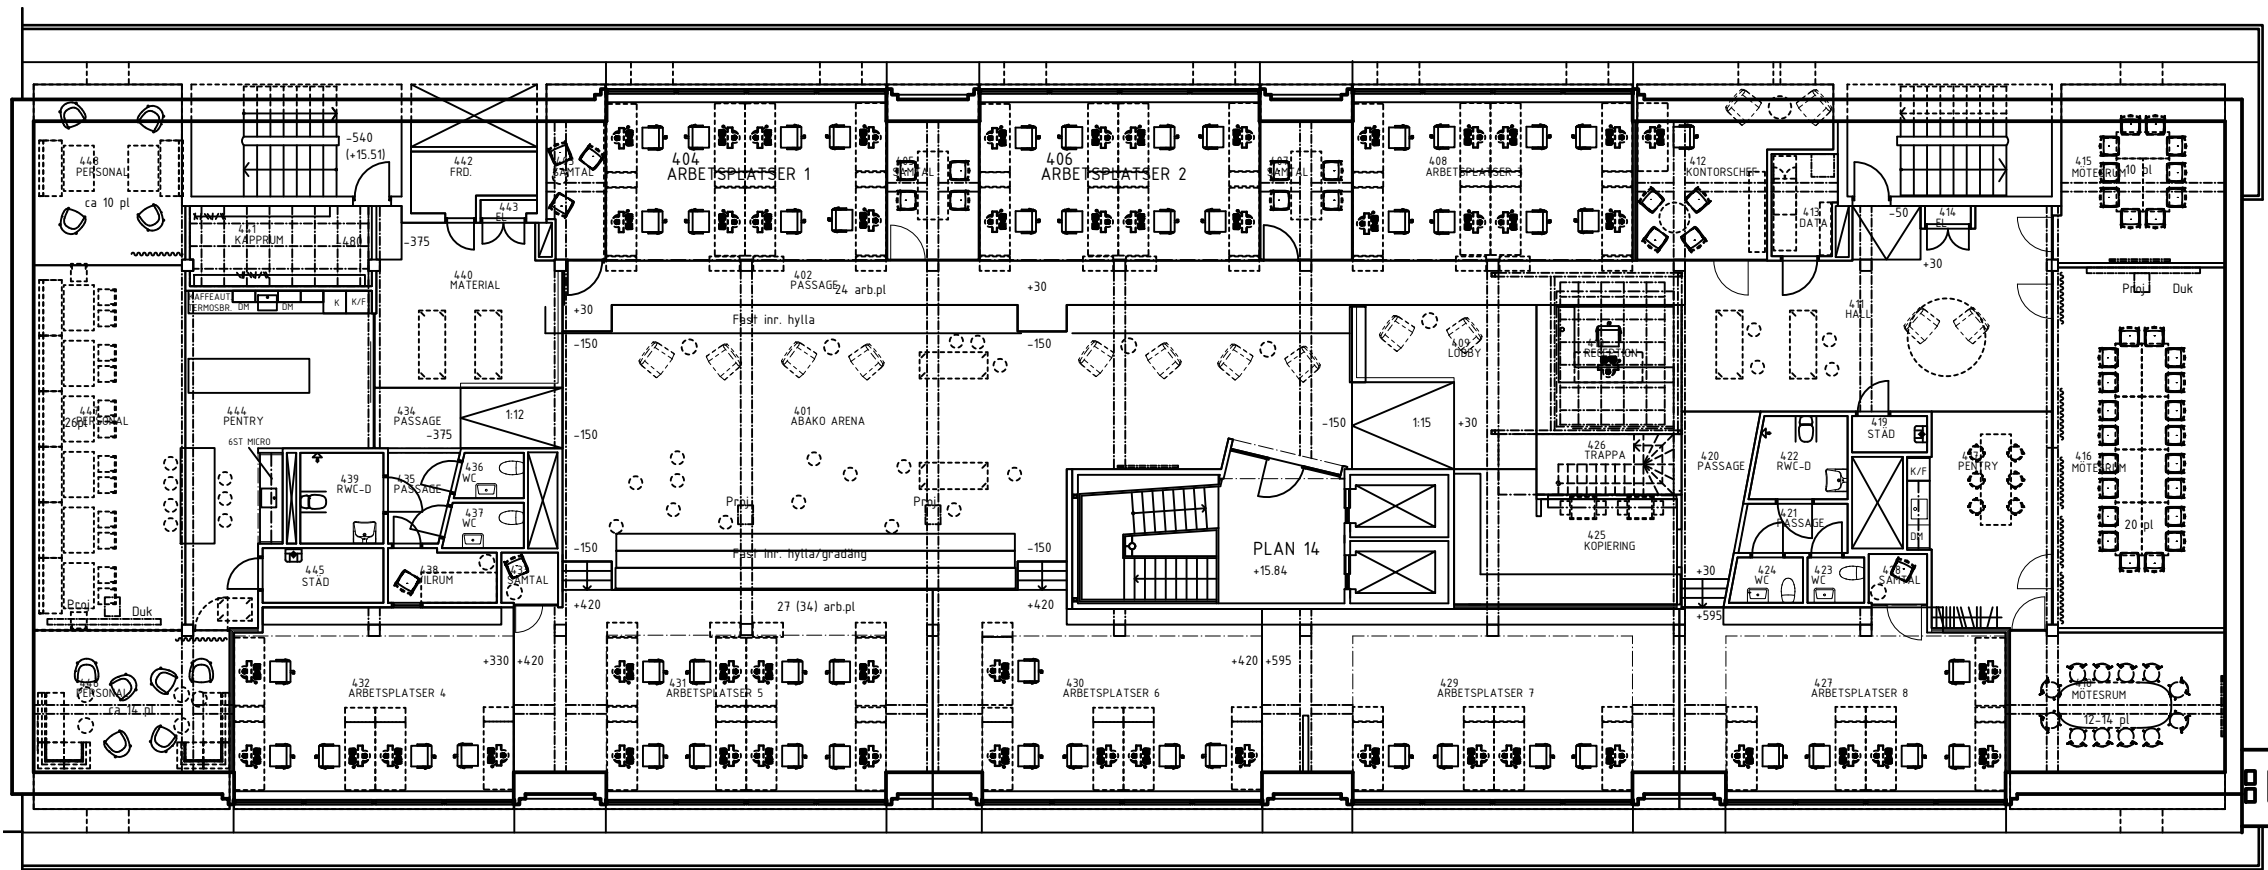 -540
(+15.51)
442
FRD.
443
EL
404
ARBETSPLATSER 1
SAMTAL
406
ARBETSPLATSER 2
407
SAMTAL
408
ARBETSPLATSER
412
KONTORSCHEF
413
DATA
-50
414
EL
415
MÖTESRUM
10 pl
PERSONAL
ca 10 pl
441
KAPPRUM
-480
-375
440
MATERIAL
402
PASSAGE
24 arb.pl
+30
+30
+30
Fast inr. hylla
KAFFEAUT.
TERMOSBR.
DM
DM
K
K/F
-150
-150
409
LOBBY
RECEPTION
411
HALL
Proj
Duk
PERSONAL
26pl
444
PENTRY
6ST MICRO
434
PASSAGE
-375
1:12
-150
401
ABAKO ARENA
-150
1:15
+30
426
TRAPPA
420
PASSAGE
422
RWC-D
419
STÄD
PENTRY
416
MÖTESRUM
20 pl
439
RWC-D
435
PASSAGE
436
WC
437
WC
Proj
Proj
K/F
DM
421
PASSAGE
425
KOPIERING
PLAN 14
+15.84
-150
Fast inr. hylla/gradäng
-150
445
STÄD
438
VILRUM
SAMTAL
424
WC
423
WC
428
SAMTAL
+30
Proj
Duk
+420
27 (34) arb.pl
+420
+595
+330
+420
+420
+595
PERSONAL
ca 14 pl
432
ARBETSPLATSER 4
431
ARBETSPLATSER 5
430
ARBETSPLATSER 6
429
ARBETSPLATSER 7
427
ARBETSPLATSER 8
MÖTESRUM
12-14 pl